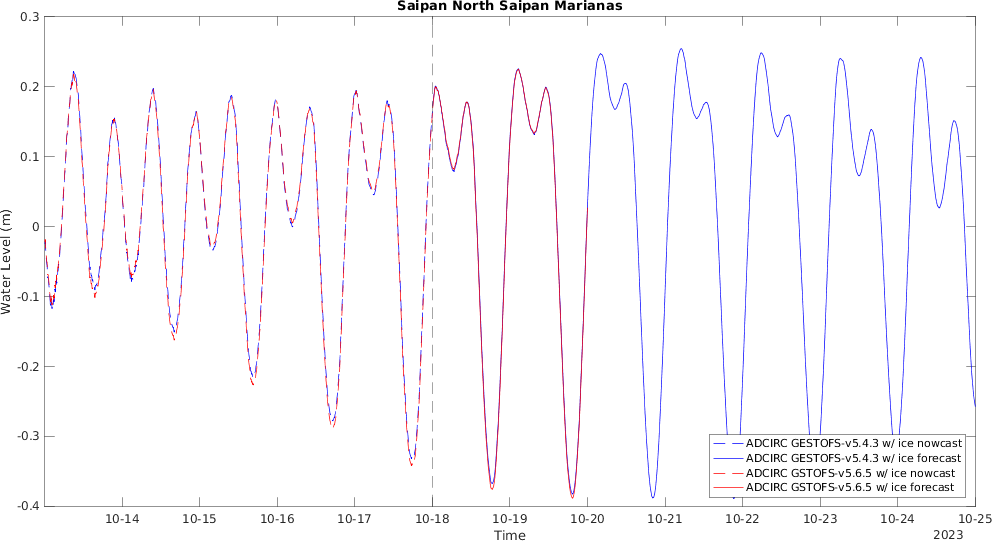 Saipan North Saipan Marianas
0.3
0.2
0.1
0
-0.1
-0.2
-0.3
-0.4
Water Level (m)
ADCIRC GESTOFS-v5.4.3 w/ ice nowcast
ADCIRC GESTOFS-v5.4.3 w/ ice forecast
ADCIRC GSTOFS-v5.6.5 w/ ice nowcast
ADCIRC GSTOFS-v5.6.5 w/ ice forecast
10-14 10-15 10-16 10-17 10-18 10-19 10-20 10-21 10-22 10-23 10-24 10-25
Time
2023